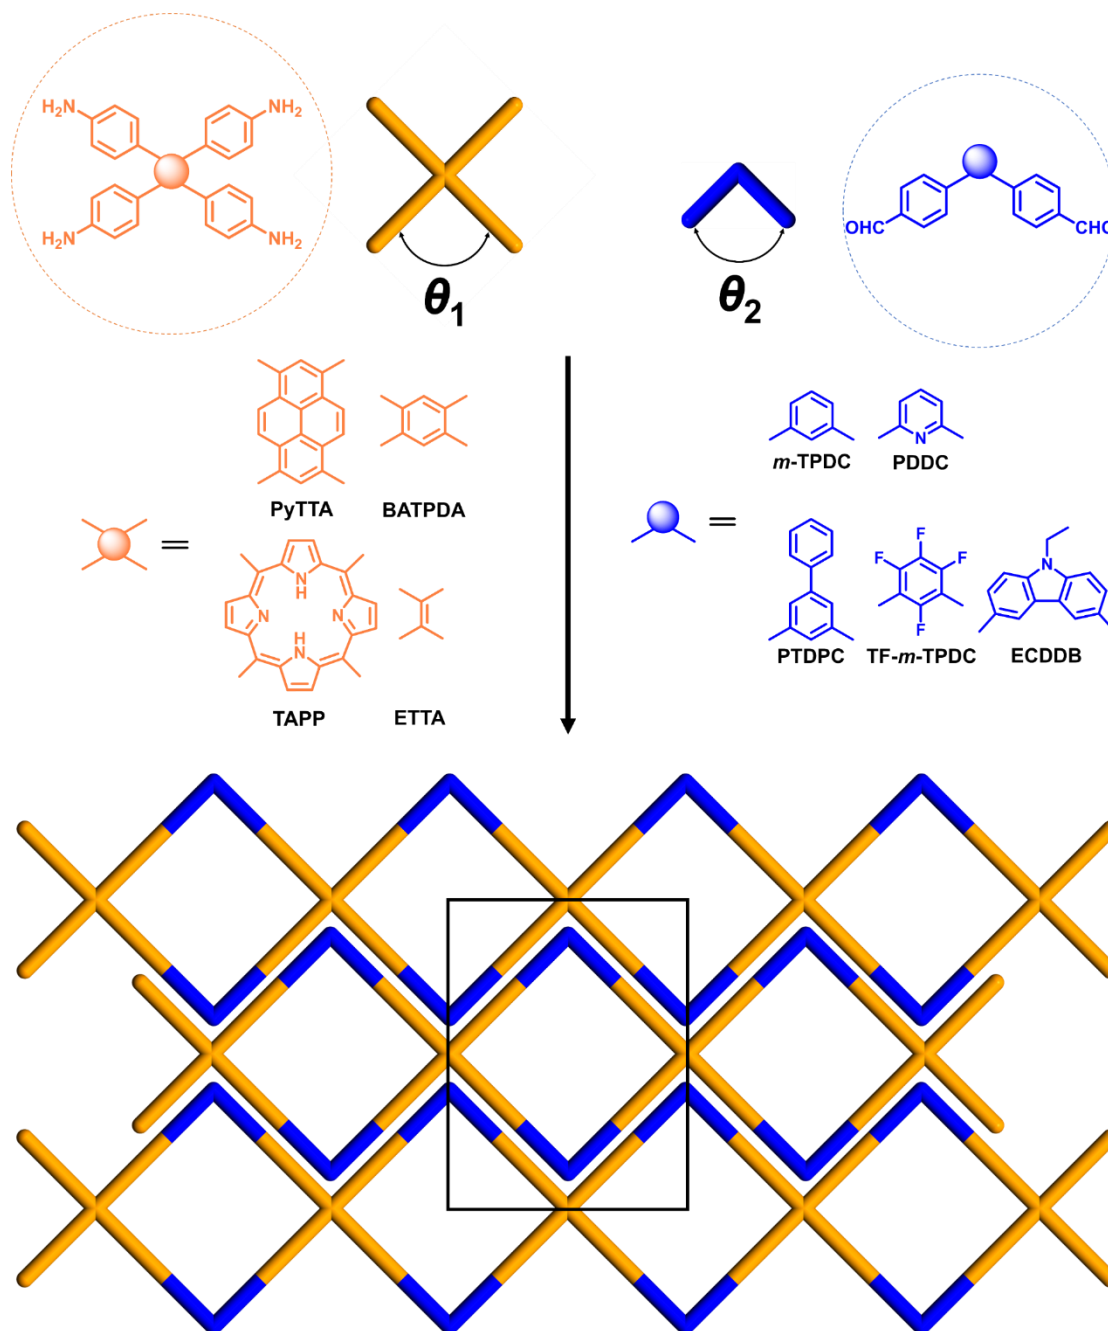 H₂N
NH₂
H₂N
NH₂
OHC
CHO
θ₁
θ₂
m-TPDC
N
PDDC
PyTTA
BATPDA
N
H
N
N
H
N
TAPP
ETTA
PTDPC
F
F
F
F
TF-m-TPDC
N
ECDDB